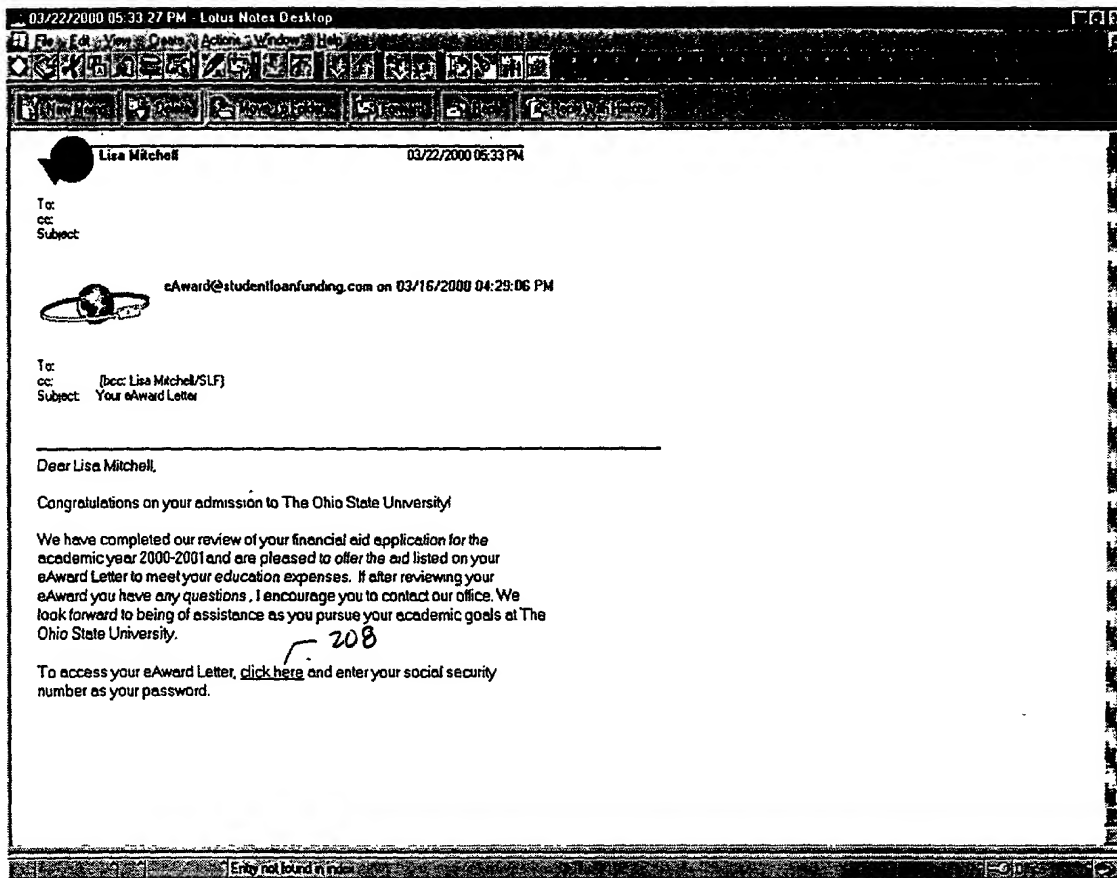 03/22/2000 05:33 27 PM - Lotus Notes Desktop
File Edit View Create Actions Window Help
Delete Forward
Lisa Mitchell 03/22/2000 05:33 PM
To:
cc:
Subject:
eAward@studentloanfunding.com on 03/16/2000 04:29:06 PM
To:
cc: (bcc: Lisa Mitchell/SLF)
Subject: Your eAward Letter
Dear Lisa Mitchell,
Congratulations on your admission to The Ohio State University!
We have completed our review of your financial aid application for the
academic year 2000-2001 and are pleased to offer the aid listed on your
eAward Letter to meet your education expenses. If after reviewing your
eAward you have any questions, I encourage you to contact our office. We
look forward to being of assistance as you pursue your academic goals at The
Ohio State University.
208
To access your eAward Letter, click here and enter your social security
number as your password.
Entry not found in index